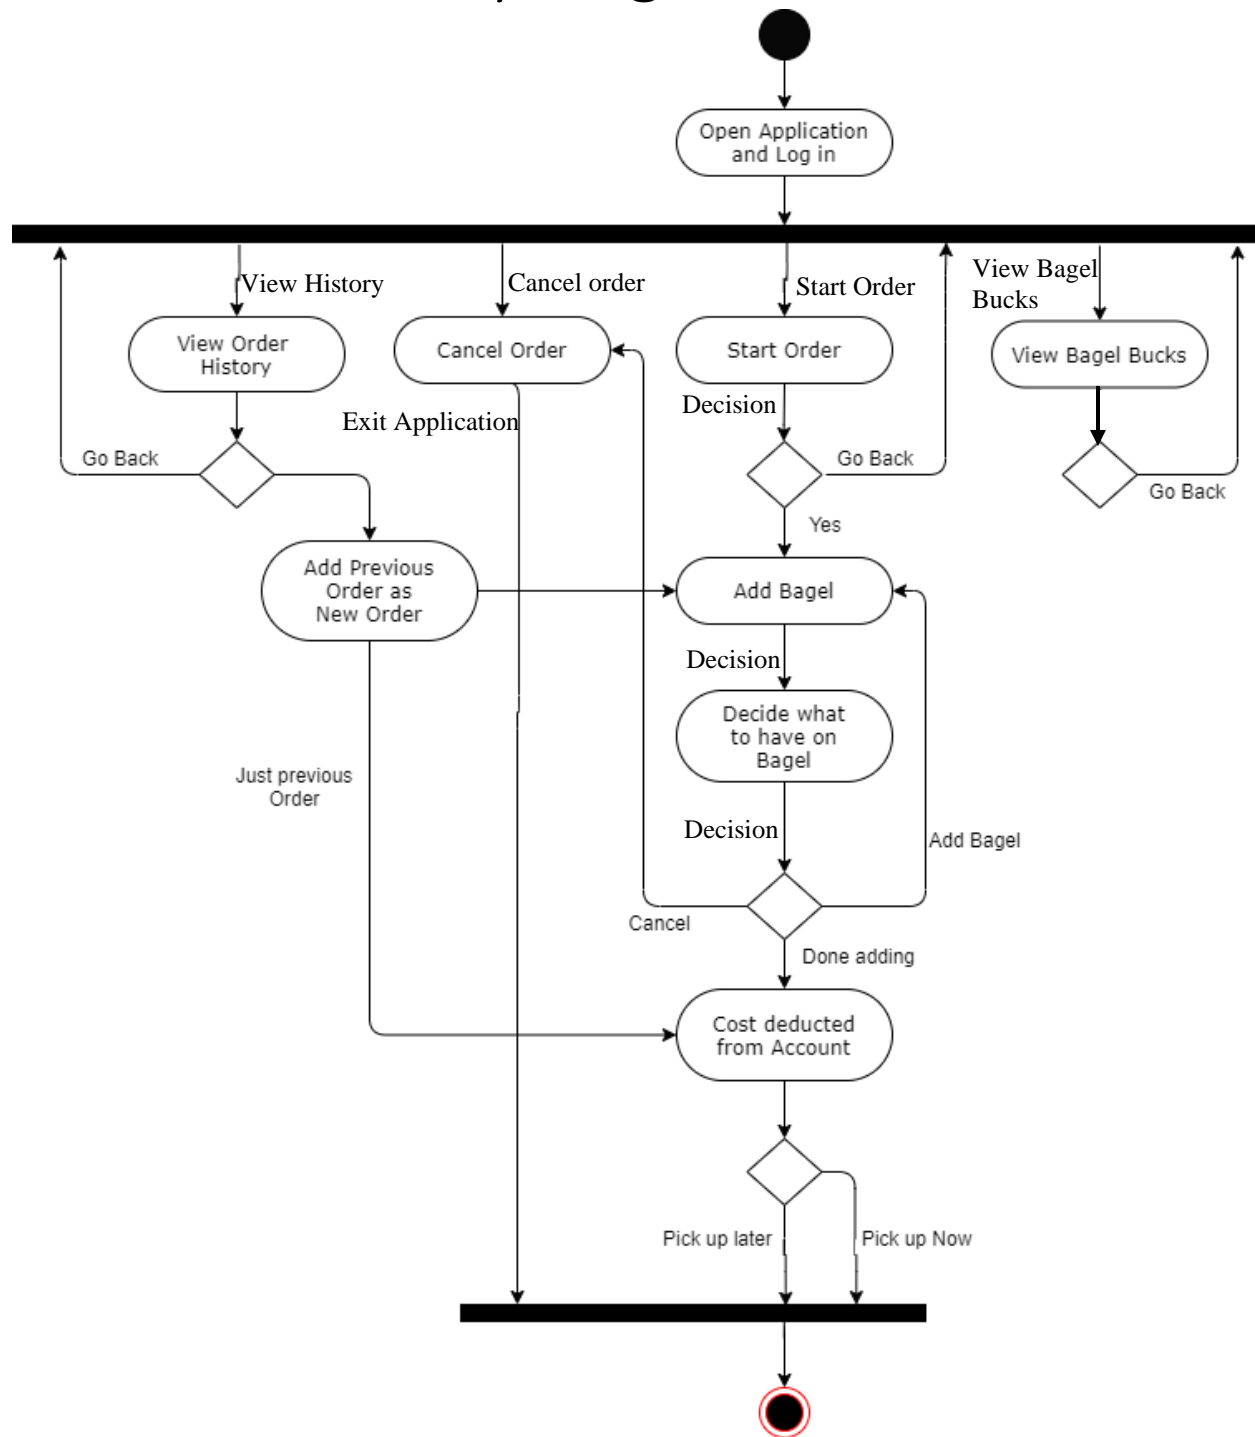 Open Application
and Log in
View History
Cancel order
Start Order
View Bagel
Bucks
View Order
History
Cancel Order
Start Order
View Bagel Bucks
Exit Application
Decision
Go Back
Go Back
Go Back
Yes
Add Previous
Order as
New Order
Add Bagel
Decision
Decide what
to have on
Bagel
Just previous
Order
Decision
Add Bagel
Cancel
Done adding
Cost deducted
from Account
Pick up later
Pick up Now